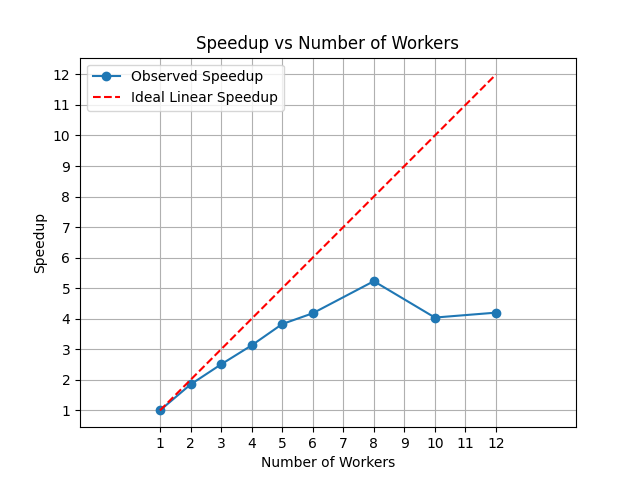 Speedup vs Number of Workers
Observed Speedup
Ideal Linear Speedup
12
11
10
9
8
7
6
5
4
3
2
1
Speedup
1 2 3 4 5 6 7 8 9 10 11 12
Number of Workers